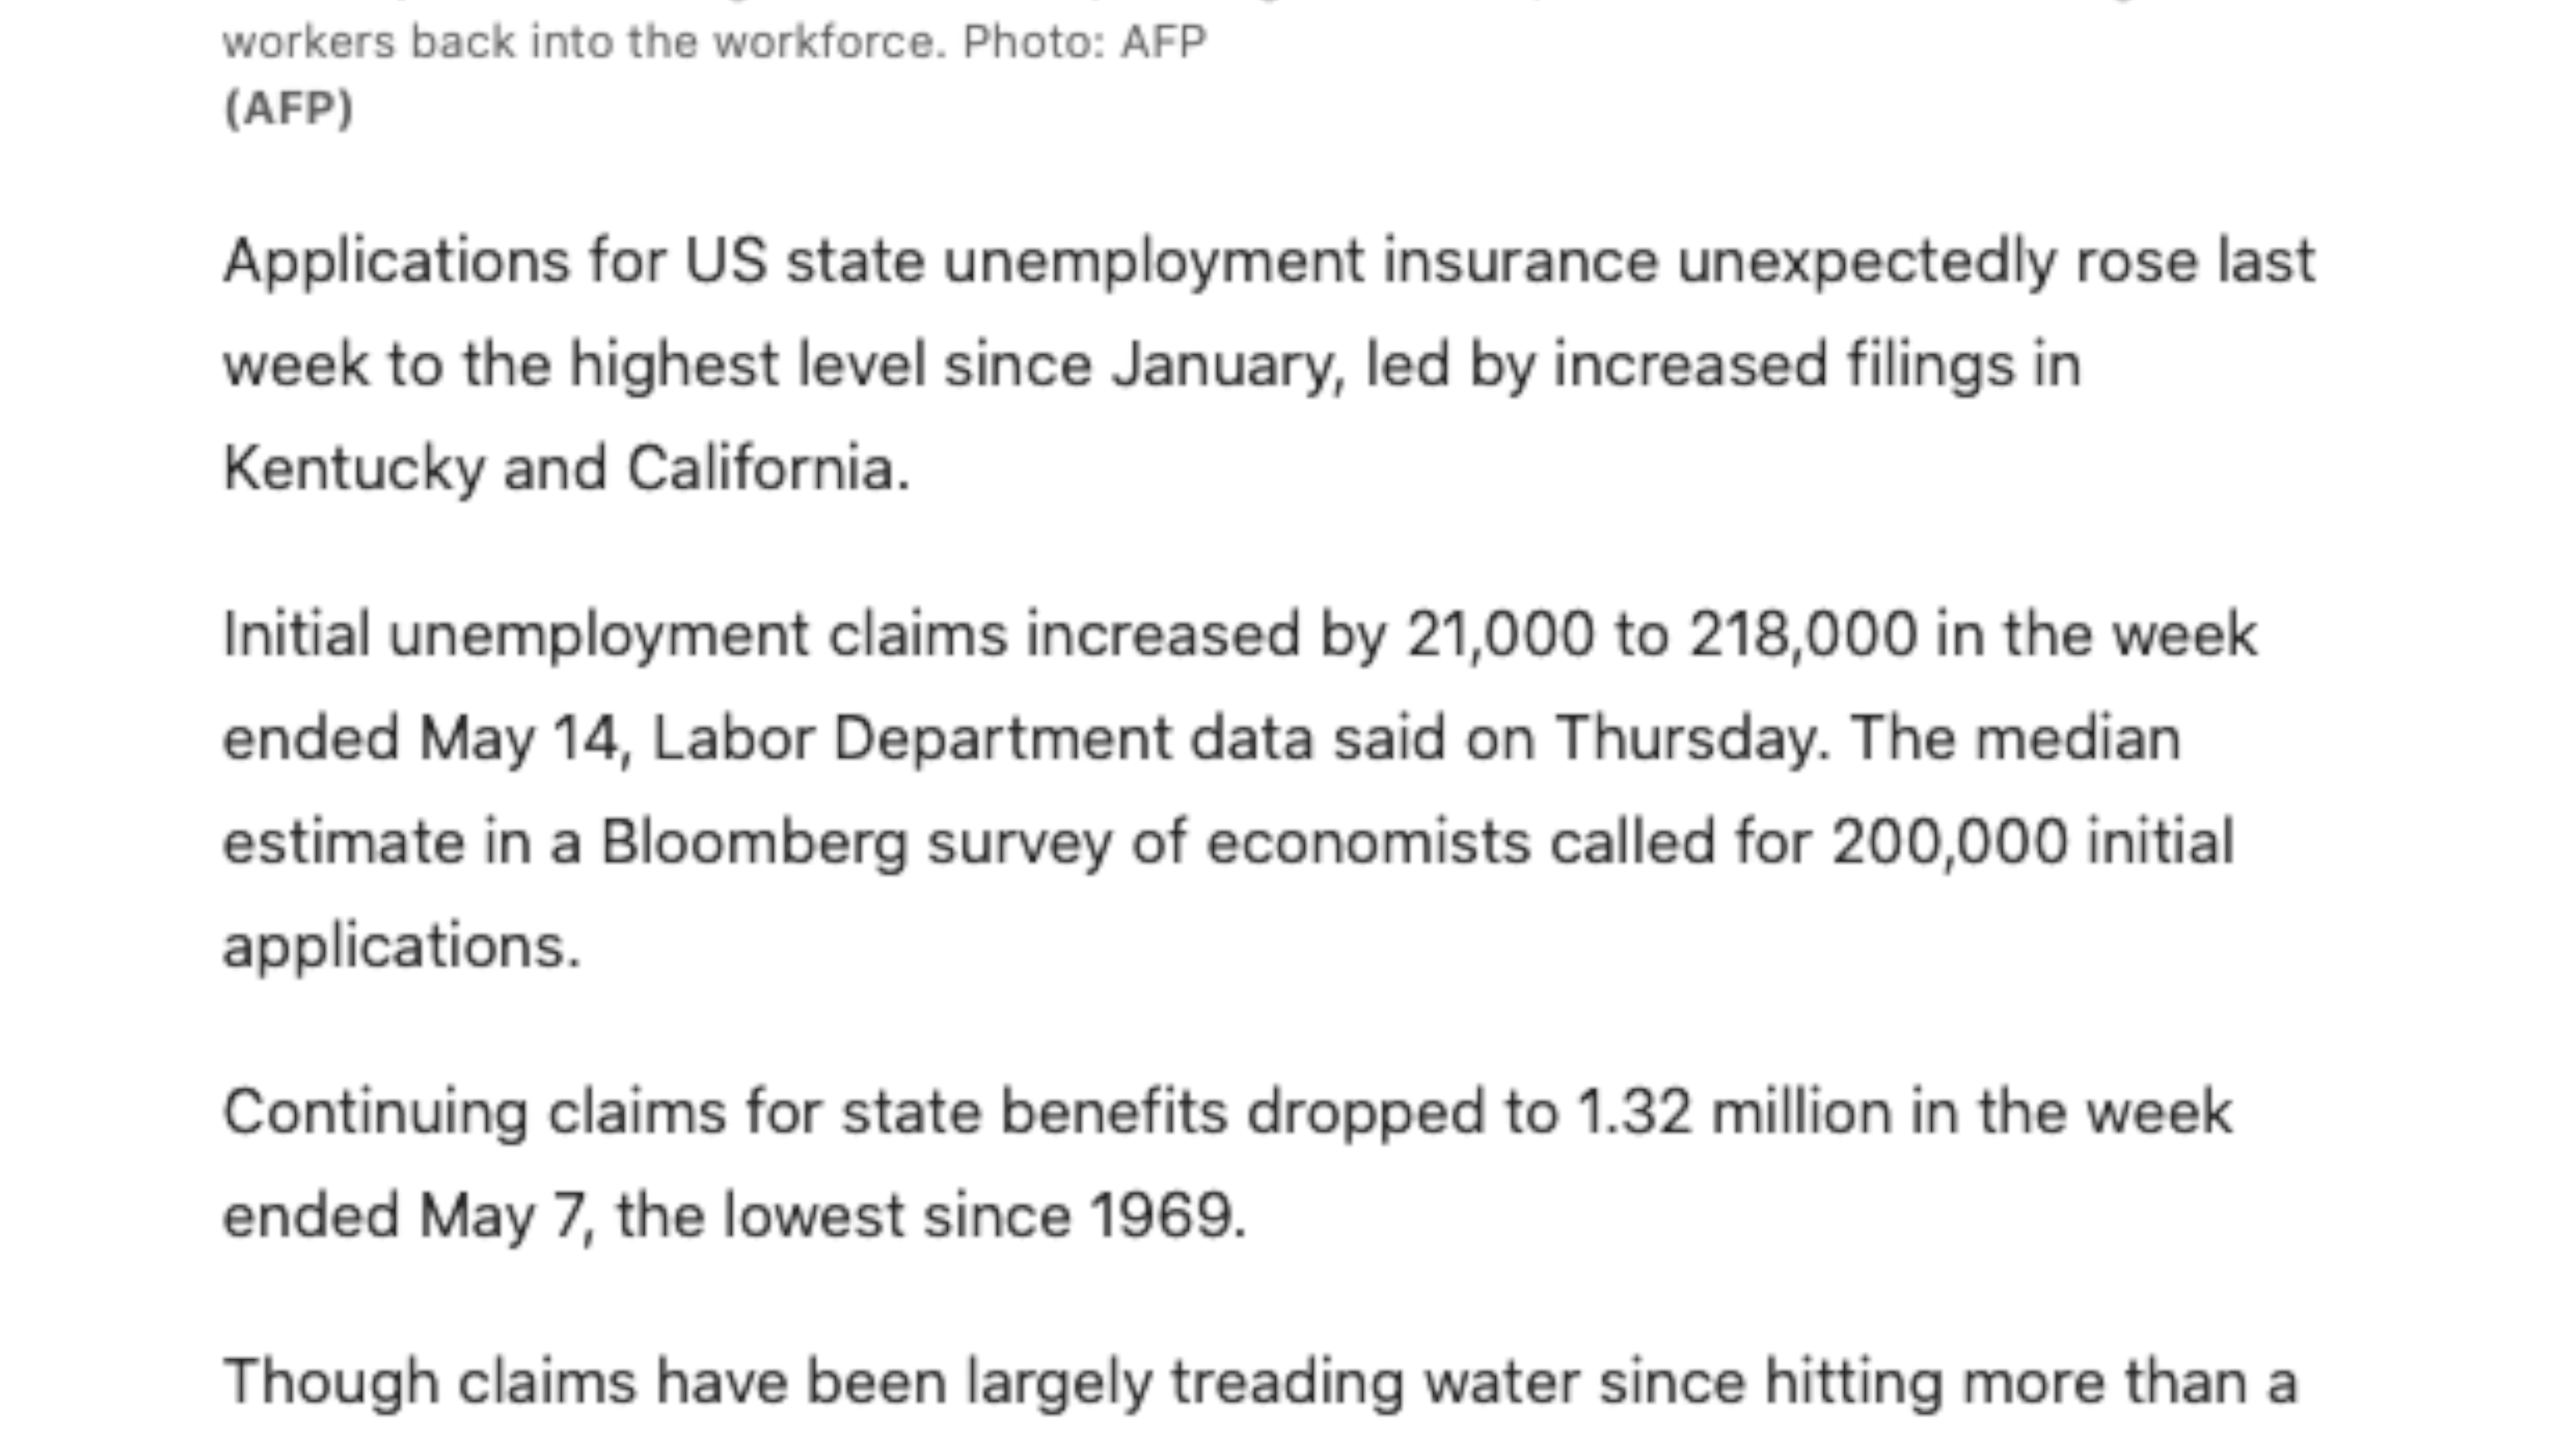 workers back into the workforce. Photo: AFP
(AFP)
Applications for US state unemployment insurance unexpectedly rose last
week to the highest level since January, led by increased filings in
Kentucky and California.
Initial unemployment claims increased by 21,000 to 218,000 in the week
ended May 14, Labor Department data said on Thursday. The median
estimate in a Bloomberg survey of economists called for 200,000 initial
applications.
Continuing claims for state benefits dropped to 1.32 million in the week
ended May 7, the lowest since 1969.
Though claims have been largely treading water since hitting more than a